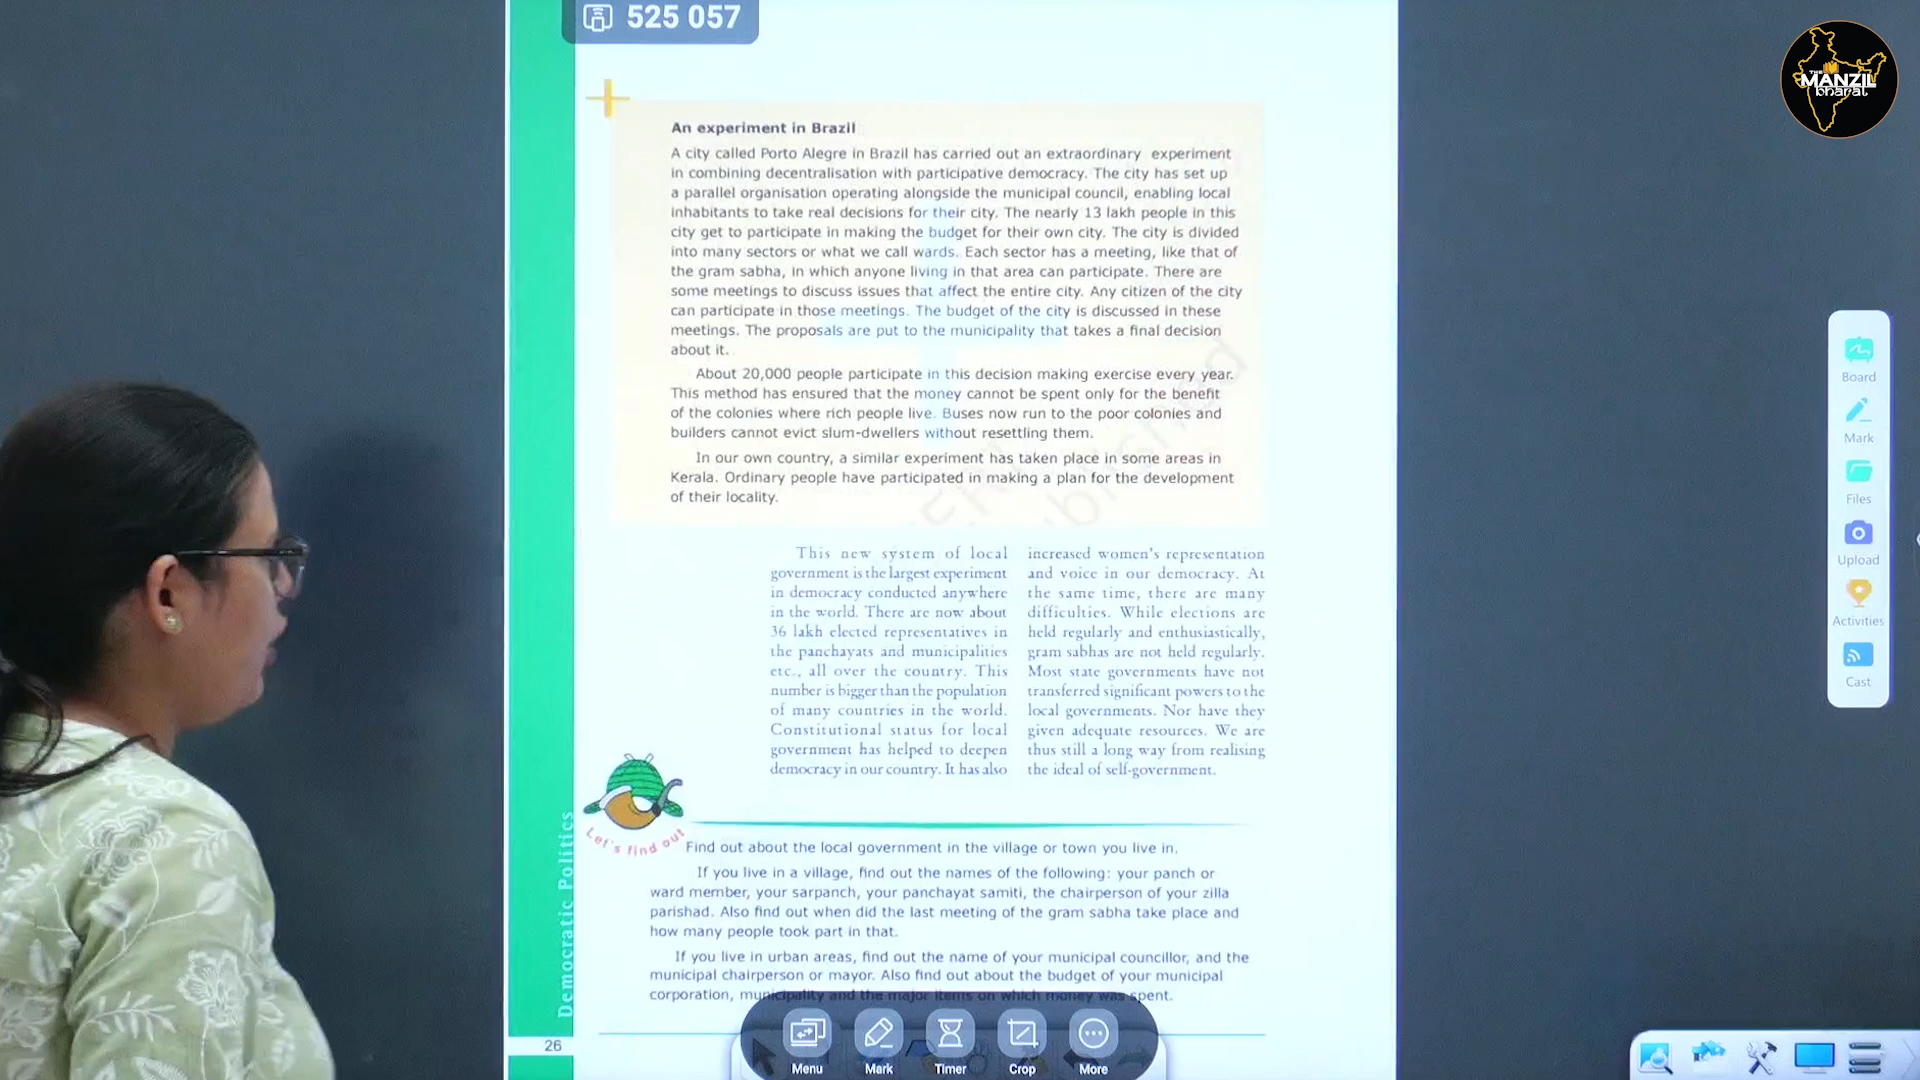 525 057
THE
MANZIL
bharat
An experiment in Brazil
A city called Porto Alegre in Brazil has carried out an extraordinary experiment
in combining decentralisation with participative democracy. The city has set up
a parallel organisation operating alongside the municipal council, enabling local
inhabitants to take real decisions for their city. The nearly 13 lakh people in this
city get to participate in making the budget for their own city. The city is divided
into many sectors or what we call wards. Each sector has a meeting, like that of
the gram sabha, in which anyone living in that area can participate. There are
some meetings to discuss issues that affect the entire city. Any citizen of the city
can participate in those meetings. The budget of the city is discussed in these
meetings. The proposals are put to the municipality that takes a final decision
about it.
About 20,000 people participate in this decision making exercise every year.
This method has ensured that the money cannot be spent only for the benefit
of the colonies where rich people live. Buses now run to the poor colonies and
builders cannot evict slum-dwellers without resettling them.
In our own country, a similar experiment has taken place in some areas in
Kerala. Ordinary people have participated in making a plan for the development
of their locality.
This new system of local
government is the largest experiment
in democracy conducted anywhere
in the world. There are now about
36 lakh elected representatives in
the panchayats and municipalities
etc., all over the country. This
number is bigger than the population
of many countries in the world.
Constitutional status for local
government has helped to deepen
democracy in our country. It has also
increased women's representation
and voice in our democracy. At
the same time, there are many
difficulties. While elections are
held regularly and enthusiastically,
gram sabhas are not held regularly.
Most state governments have not
transferred significant powers to the
local governments. Nor have they
given adequate resources. We are
thus still a long way from realising
the ideal of self-government.
Let's find out
Find out about the local government in the village or town you live in.
If you live in a village, find out the names of the following: your panch or
ward member, your sarpanch, your panchayat samiti, the chairperson of your zilla
parishad. Also find out when did the last meeting of the gram sabha take place and
how many people took part in that.
If you live in urban areas, find out the name of your municipal councillor, and the
municipal chairperson or mayor. Also find out about the budget of your municipal
corporation, municipality and the major items on which money was spent.
Democratic Politics
26
Menu
Mark
Timer
Crop
More
Board
Mark
Files
Upload
Activities
Cast